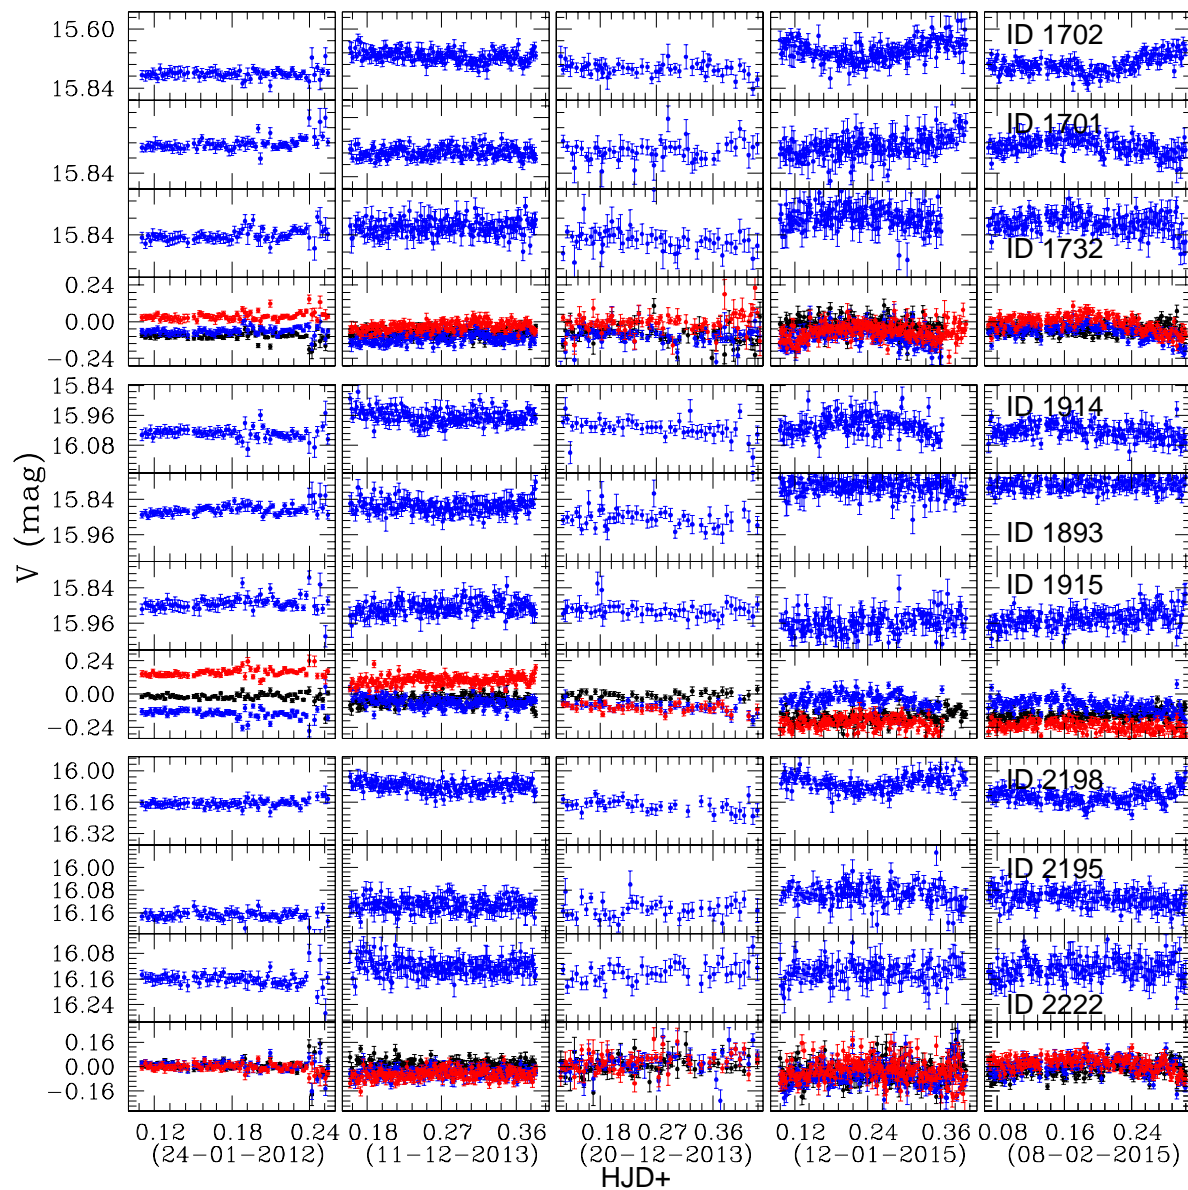 15.60
ID 1702
15.84
ID 1701
15.84
15.84
ID 1732
0.24
0.00
−0.24
15.84
ID 1914
15.96
16.08
15.84
15.96
ID 1893
15.84
ID 1915
15.96
0.24
0.00
−0.24
V (mag)
16.00
ID 2198
16.16
16.32
16.00
ID 2195
16.08
16.16
16.08
16.16
16.24
ID 2222
0.16
0.00
−0.16
0.12 0.18 0.24 0.18 0.27 0.36 0.18 0.27 0.36 0.12 0.24 0.36 0.08 0.16 0.24
(24-01-2012) (11-12-2013) (20-12-2013) (12-01-2015) (08-02-2015)
HJD+